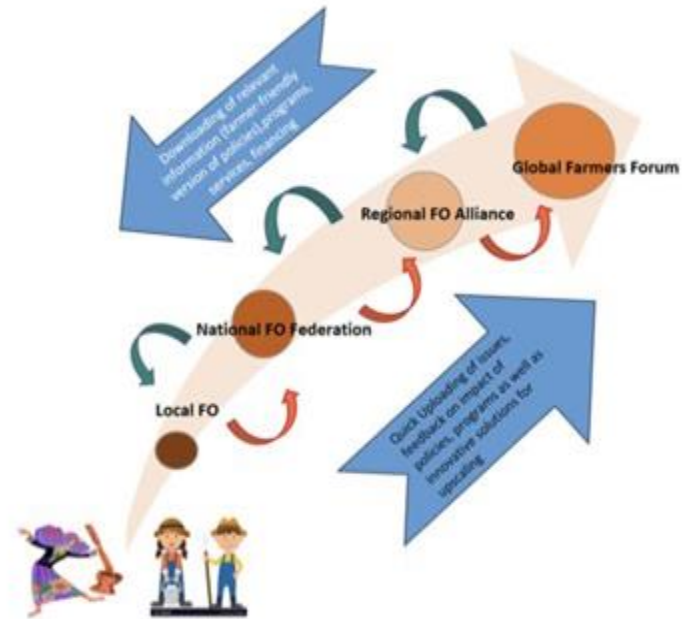 Downloading of relevant
information (farmer-friendly
version of policies),programs,
services, financing
Global Farmers Forum
Regional FO Alliance
National FO Federation
Local FO
Quick Uploading of issues,
feedback on impact of
policies, programs as well as
innovative solutions for
upscaling